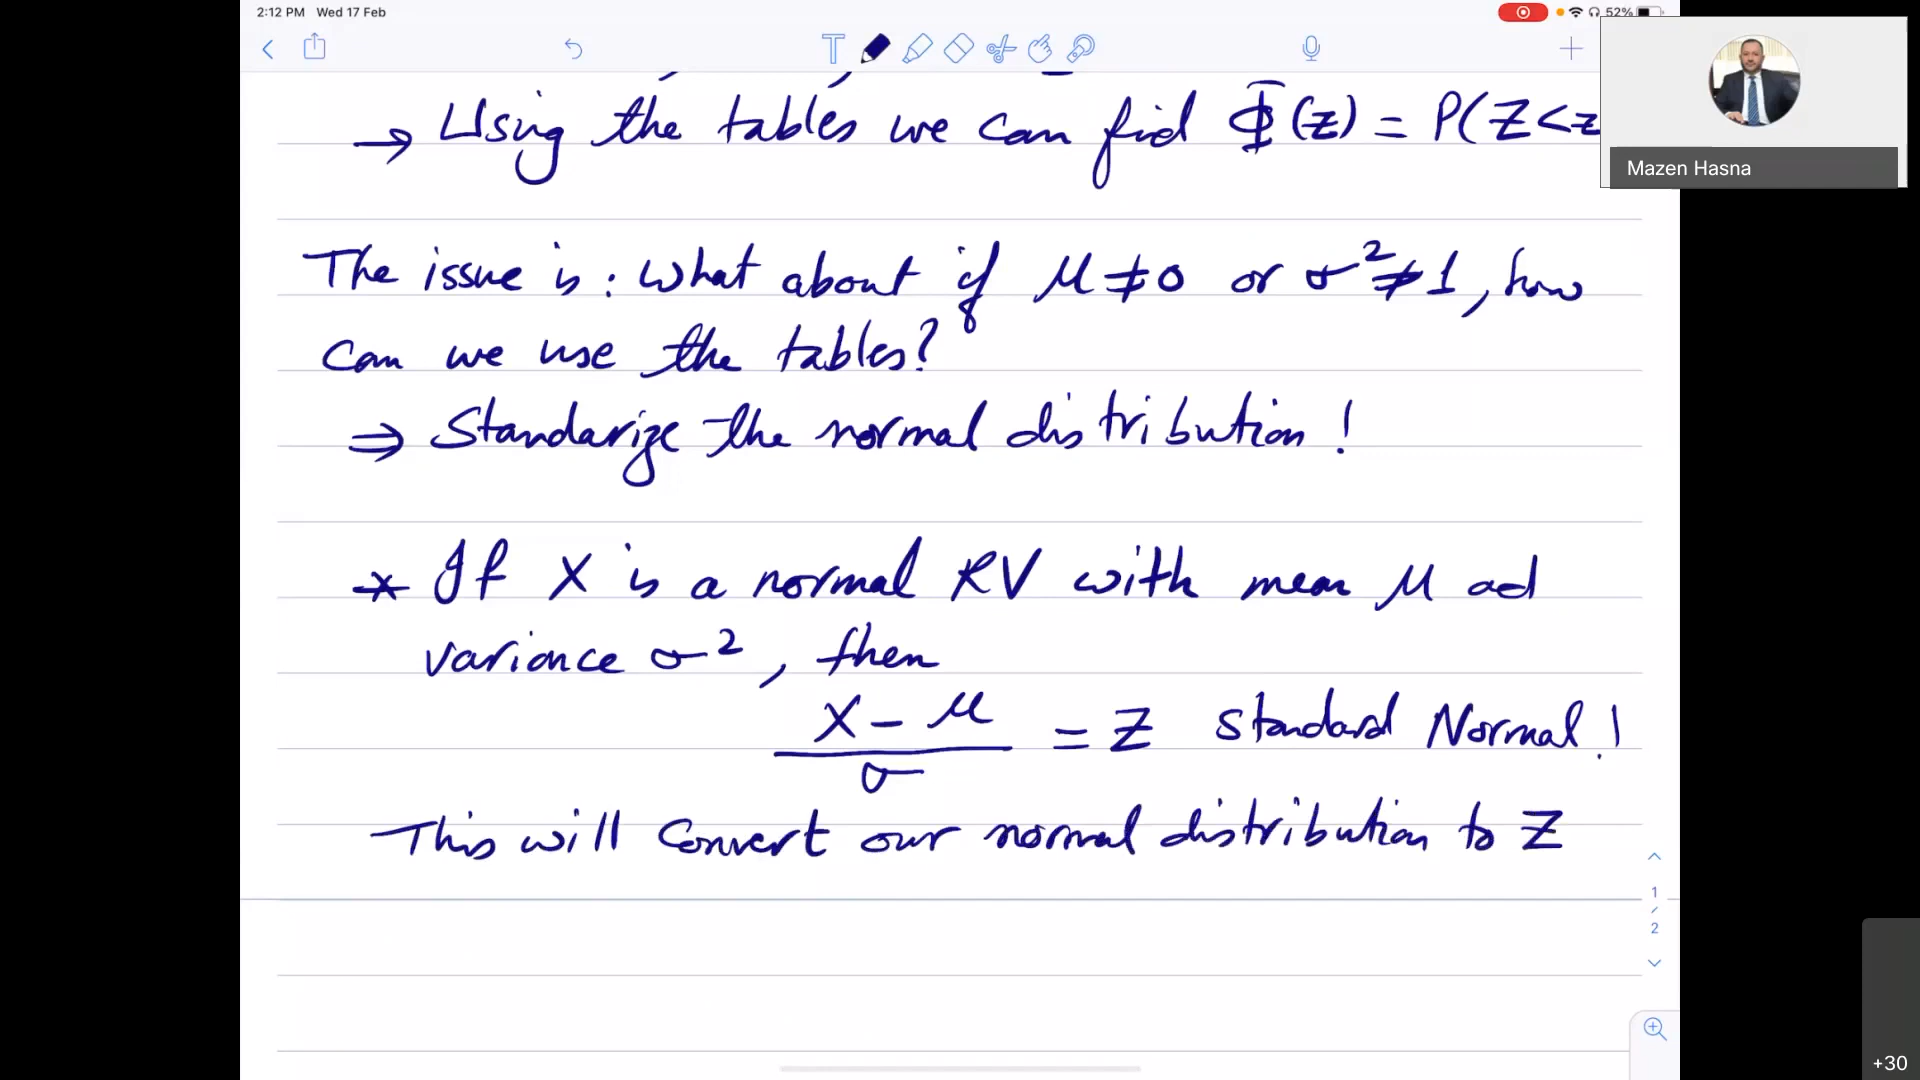 2:12 PM Wed 17 Feb
52%
Mazen Hasna
→ Using the tables we can find Φ(z) = P(Z<z
The issue is: what about if μ≠0 or σ²≠1, how
can we use the tables?
⇒ Standarize the normal distribution!
* If X is a normal RV with mean μ ad
variance σ², then
X - μ
/ σ = Z standard Normal!
This will convert our normal distribution to Z
1
/
2
+30